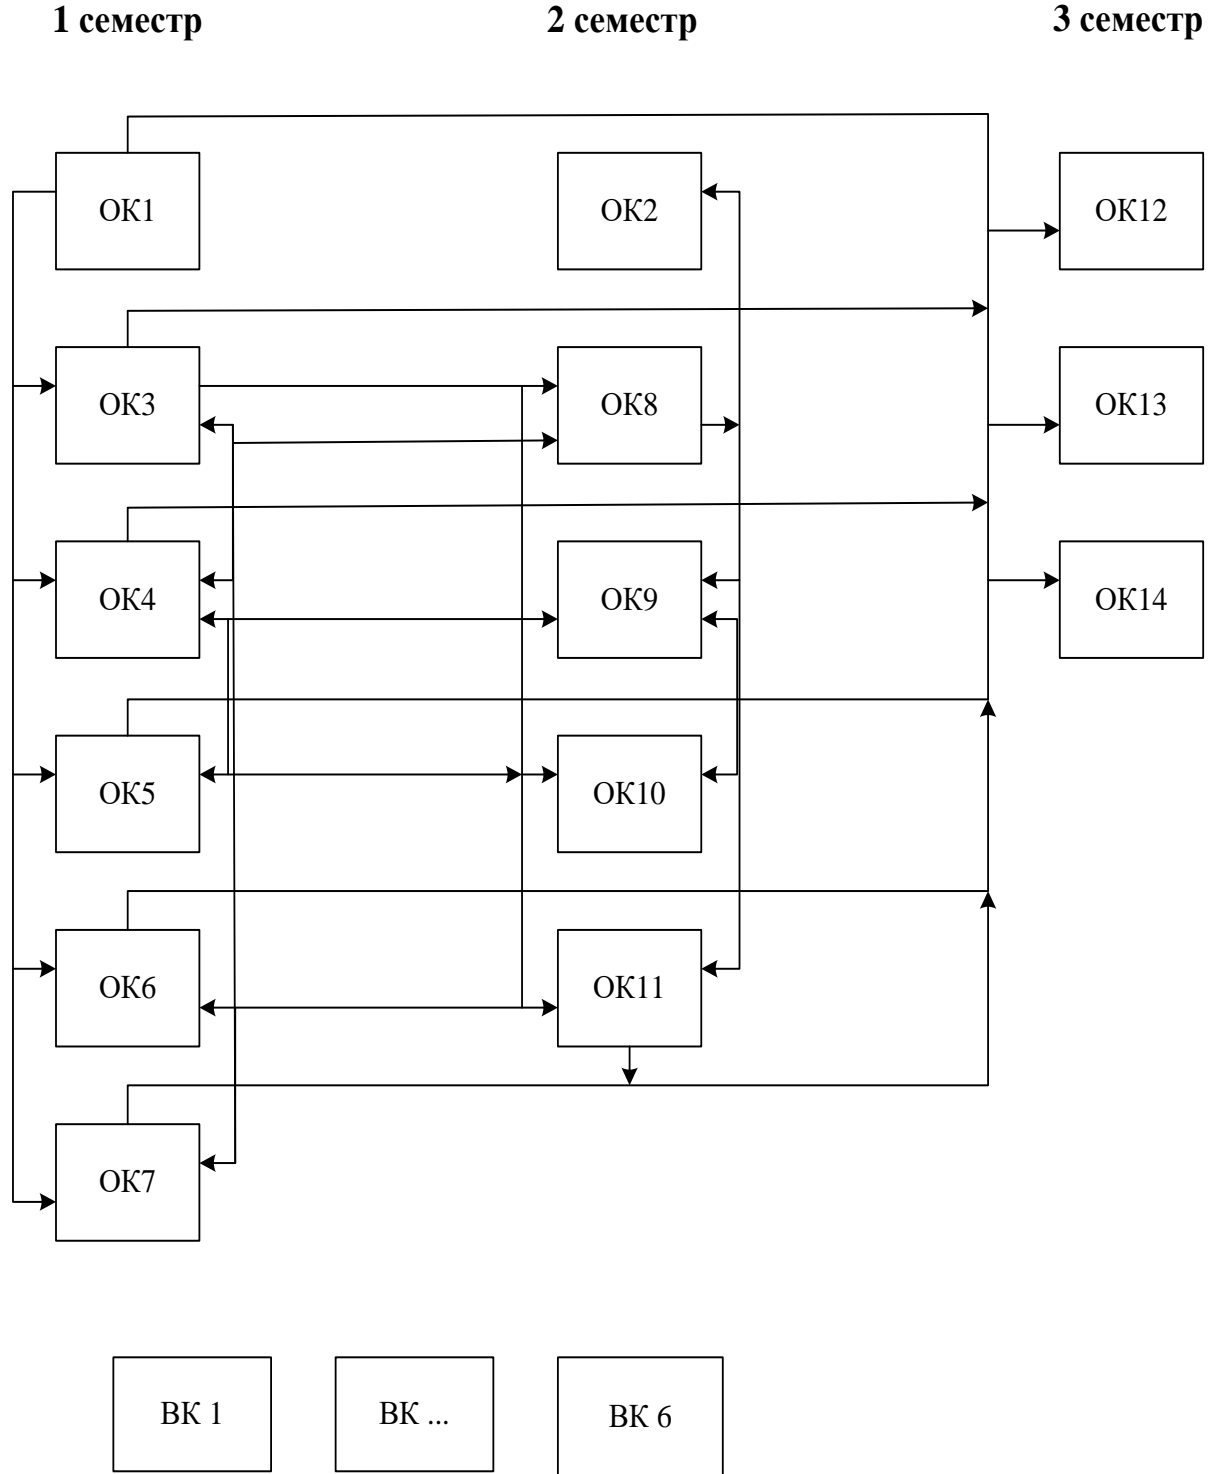 1 семестр 2 семестр 3 семестр
ОК1 ОК2 ОК12
ОК3 ОК8 ОК13
ОК4 ОК9 ОК14
ОК5 ОК10
ОК6 ОК11
ОК7
ВК 1 ВК ... ВК 6